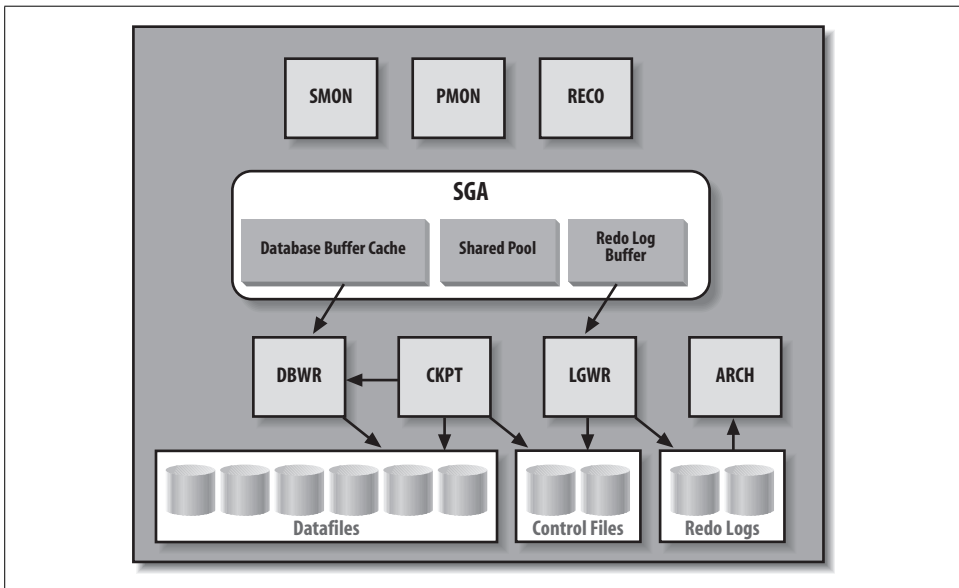 SMON
PMON
RECO
SGA
Database Buffer Cache
Shared Pool
Redo Log
Buffer
DBWR
CKPT
LGWR
ARCH
Datafiles
Control Files
Redo Logs